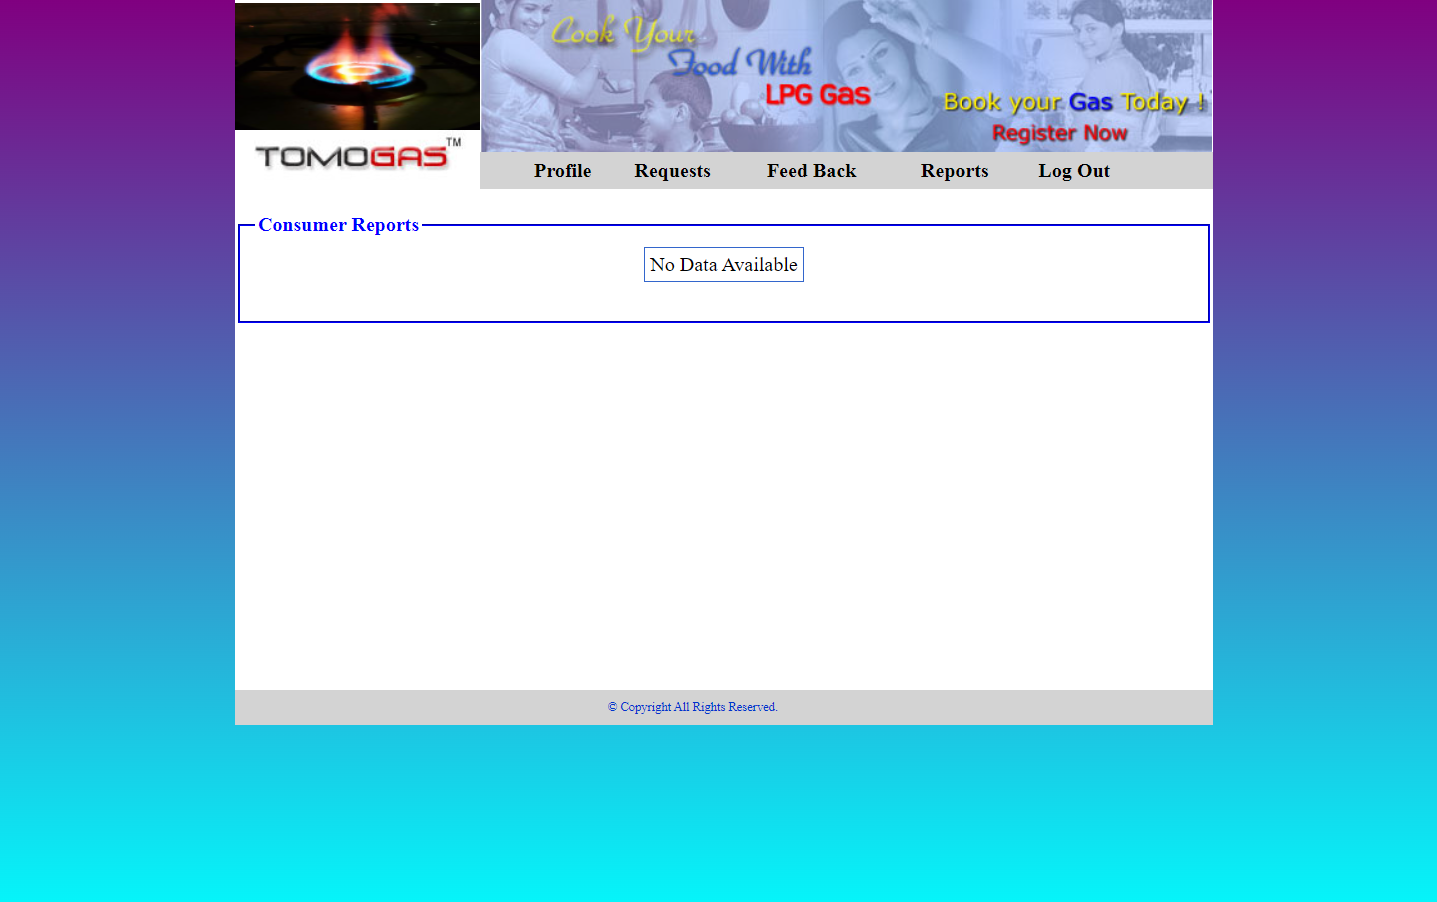 Cook Your
Food With
LPG Gas
Book your Gas Today !
Register Now
TOMOGAS™
Profile Requests Feed Back Reports Log Out
Consumer Reports
No Data Available
© Copyright All Rights Reserved.